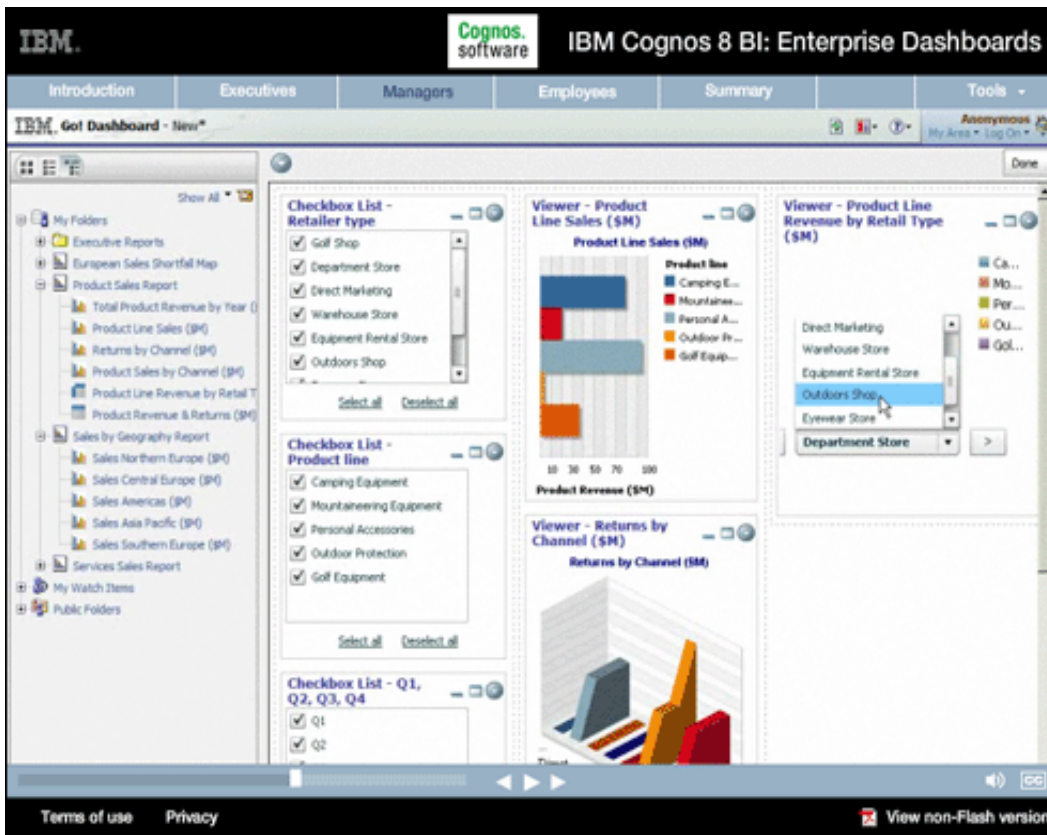 IBM.
Cognos.
software
IBM Cognos 8 BI: Enterprise Dashboards
Introduction
Executives
Managers
Employees
Summary
Tools
IBM. Go! Dashboard - New*
Anonymous
My Area Log On
Done
Show All
My Folders
Executive Reports
European Sales Shortfall Map
Product Sales Report
Total Product Revenue by Year (
Product Line Sales ($M)
Returns by Channel ($M)
Product Sales by Channel ($M)
Product Line Revenue by Retail T
Product Revenue & Returns ($M)
Sales by Geography Report
Sales Northern Europe ($M)
Sales Central Europe ($M)
Sales Americas ($M)
Sales Asia Pacific ($M)
Sales Southern Europe ($M)
Services Sales Report
My Watch Items
Public Folders
Checkbox List -
Retailer type
Golf Shop
Department Store
Direct Marketing
Warehouse Store
Equipment Rental Store
Outdoors Shop
Select all Deselect all
Checkbox List -
Product line
Camping Equipment
Mountaineering Equipment
Personal Accessories
Outdoor Protection
Golf Equipment
Select all Deselect all
Checkbox List - Q1,
Q2, Q3, Q4
Q1
Q2
Viewer - Product
Line Sales ($M)
Product Line Sales ($M)
Product line
Camping E...
Mountainee...
Personal A...
Outdoor Pr...
Golf Equip...
10 30 50 70 100
Product Revenue ($M)
Viewer - Returns by
Channel ($M)
Returns by Channel ($M)
Direct
Viewer - Product Line
Revenue by Retail Type
($M)
Ca...
Mo...
Per...
Ou...
Gol...
Direct Marketing
Warehouse Store
Equipment Rental Store
Outdoors Shop
Eyewear Store
Department Store
>
CC
Terms of use
Privacy
View non-Flash version